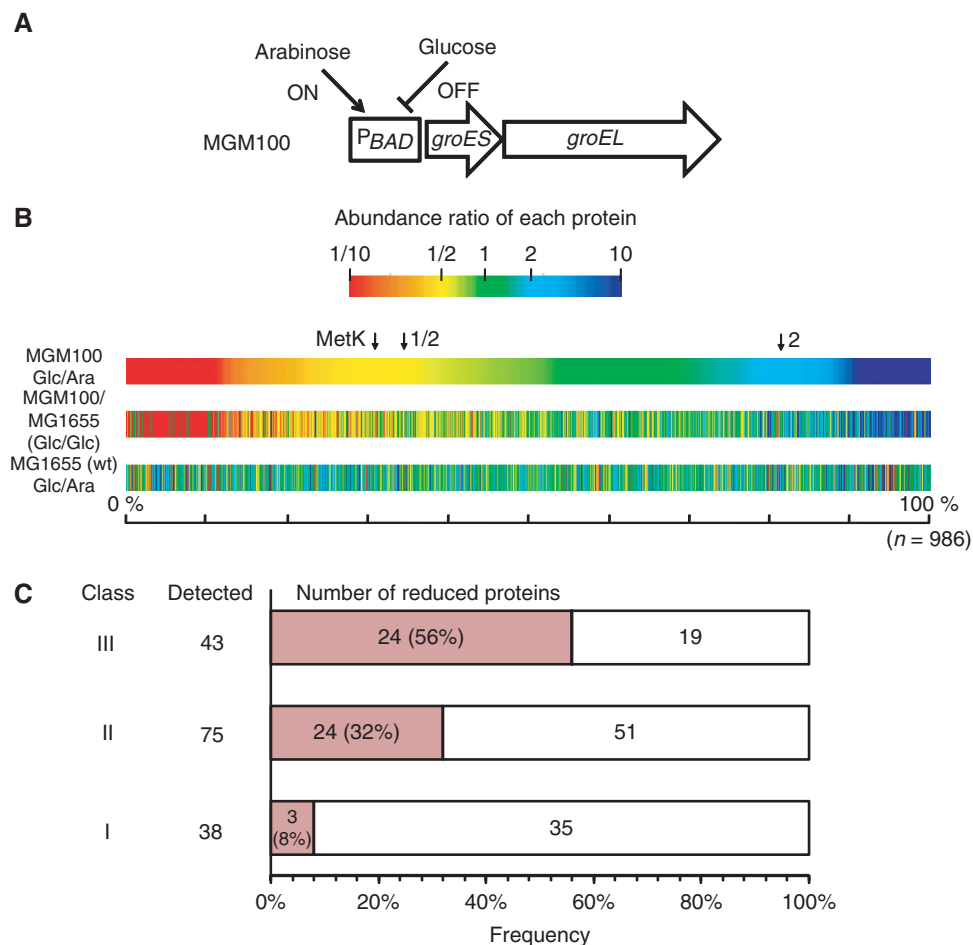 A
Arabinose
Glucose
ON
OFF
MGM100
PBAD
groES
groEL
B
Abundance ratio of each protein
1/10 1/2 1 2 10
MetK 1/2 2
MGM100
Glc/Ara
MGM100/
MG1655
(Glc/Glc)
MG1655 (wt)
Glc/Ara
0 % 100 %
(n = 986)
C
Class Detected Number of reduced proteins
III 43 24 (56%) 19
II 75 24 (32%) 51
I 38 3 (8%) 35
0% 20% 40% 60% 80% 100%
Frequency